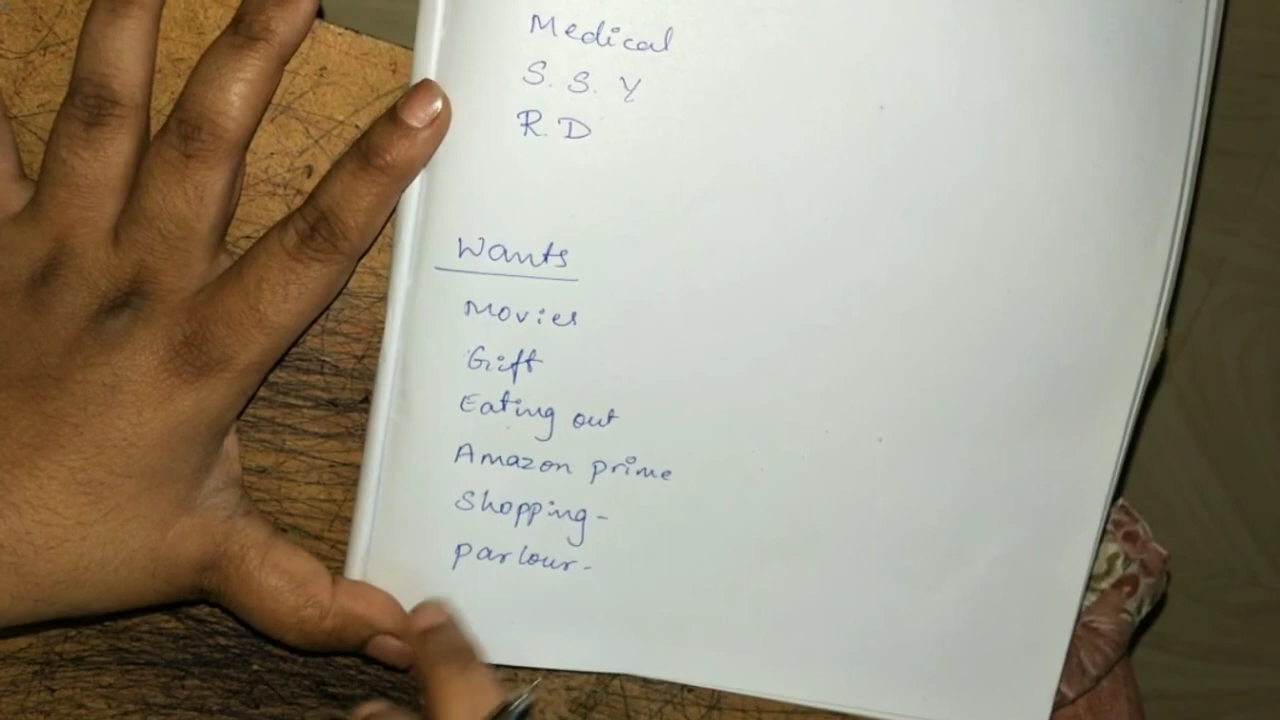 Medical
S. S. Y
R. D
Wants
Movies
Gift
Eating out
Amazon prime
Shopping-
parlour-